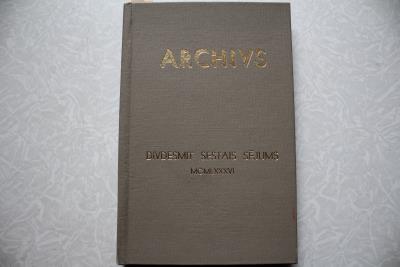 ARCHIVS
DIVDESMIT SESTAIS SĒJUMS
MCMLXXXVI